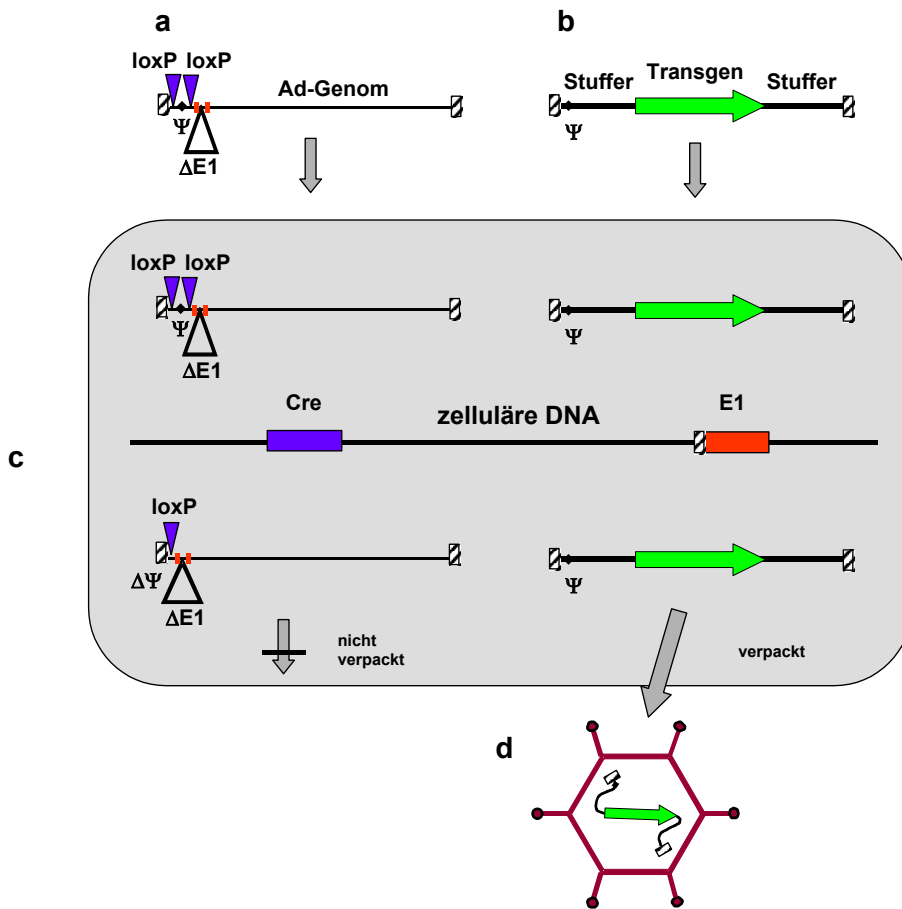 a
b
loxP loxP
Ad-Genom
Stuffer Transgen Stuffer
Ψ
ΔE1
Ψ
loxP loxP
Ψ
ΔE1
Ψ
Cre
zelluläre DNA
E1
c
loxP
ΔΨ
ΔE1
Ψ
nicht
verpackt
verpackt
d